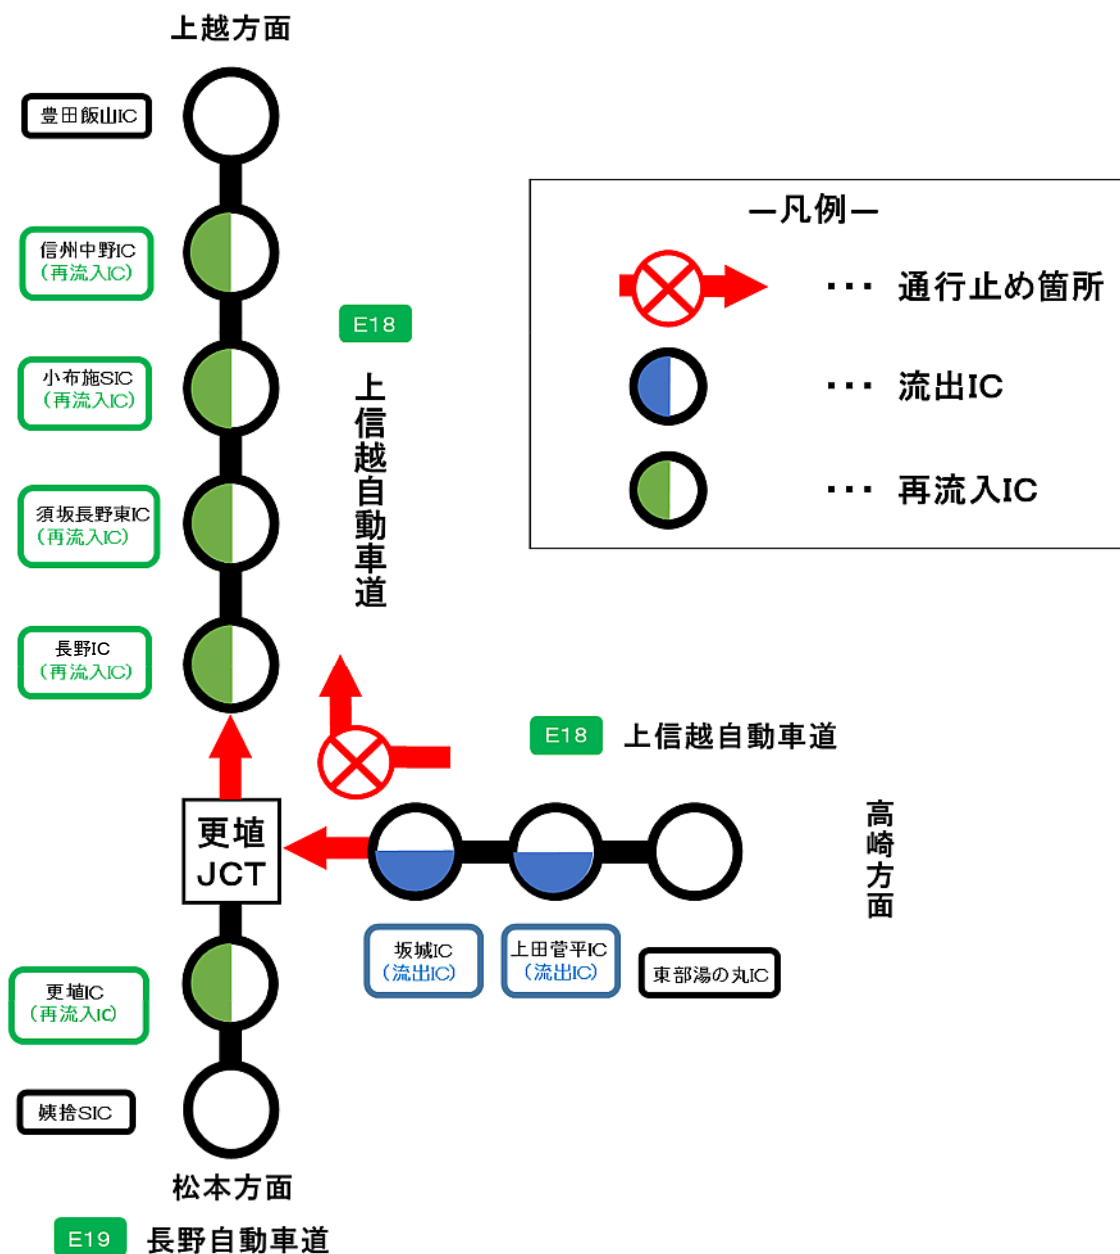 上越方面
豊田飯山IC
信州中野IC
(再流入IC)
小布施SIC
(再流入IC)
須坂長野東IC
(再流入IC)
長野IC
(再流入IC)
E18
上信越自動車道
―凡例―
･･･ 通行止め箇所
･･･ 流出IC
･･･ 再流入IC
E18 上信越自動車道
高崎方面
更埴
JCT
坂城IC
(流出IC)
上田菅平IC
(流出IC)
東部湯の丸IC
更埴IC
(再流入IC)
姨捨SIC
松本方面
E19 長野自動車道